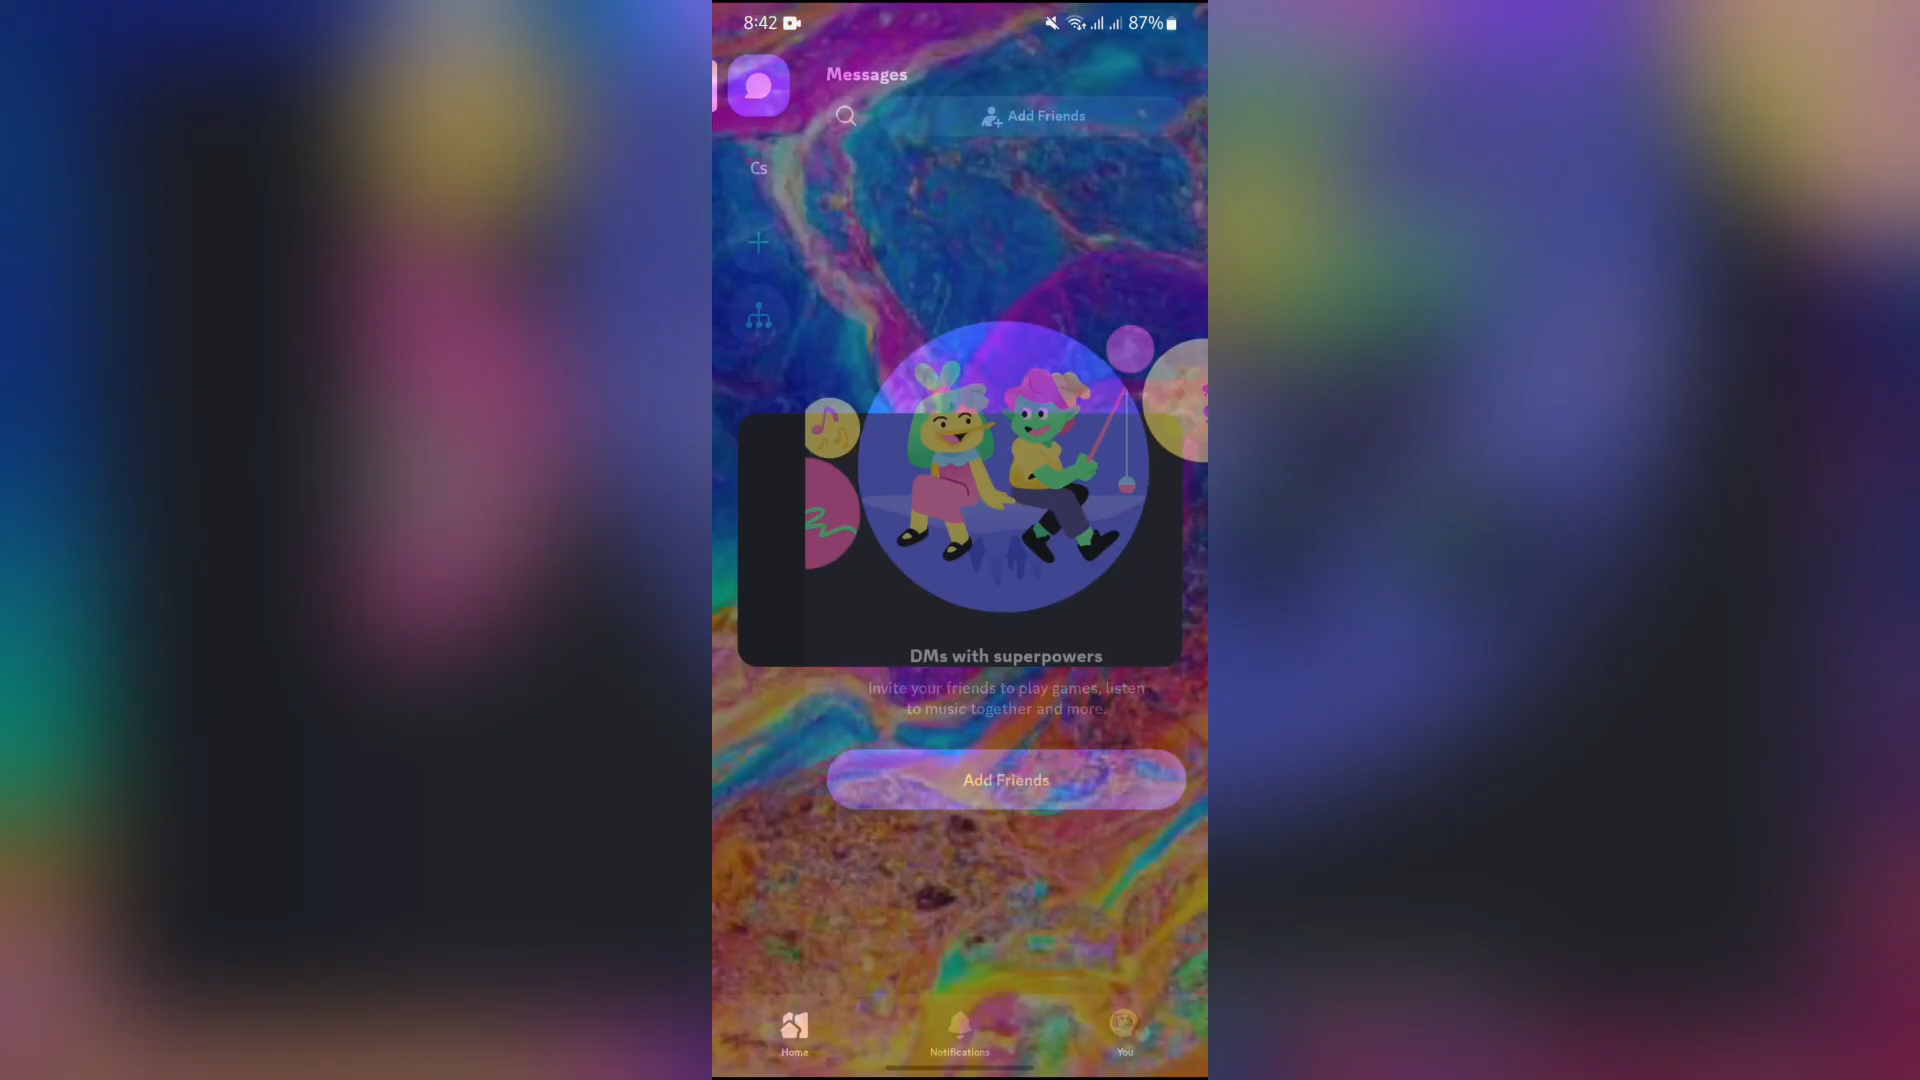 8:42
87%
Messages
Add Friends
Cs
DMs with superpowers
Invite your friends to play games, listen
to music together and more.
Add Friends
Home
Notifications
You